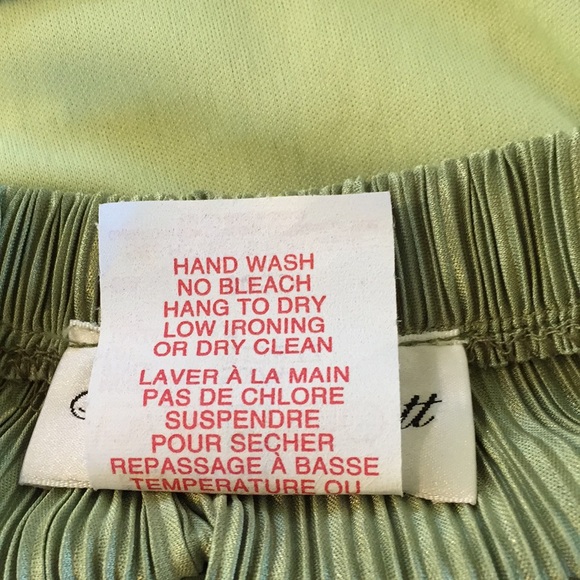 HAND WASH
NO BLEACH
HANG TO DRY
LOW IRONING
OR DRY CLEAN
LAVER À LA MAIN
PAS DE CHLORE
SUSPENDRE
POUR SECHER
REPASSAGE À BASSE
TEMPERATURE OU